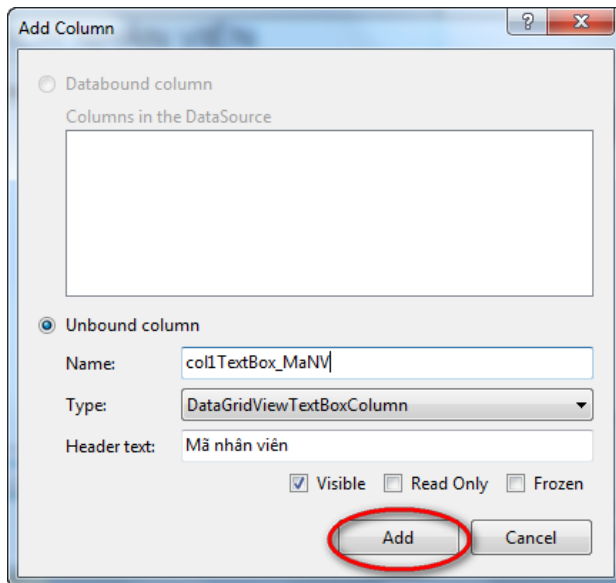 Add Column
Databound column
Columns in the DataSource
Unbound column
Name: col1TextBox_MaNV
Type: DataGridViewTextBoxColumn
Header text: Mã nhân viên
Visible Read Only Frozen
Add Cancel